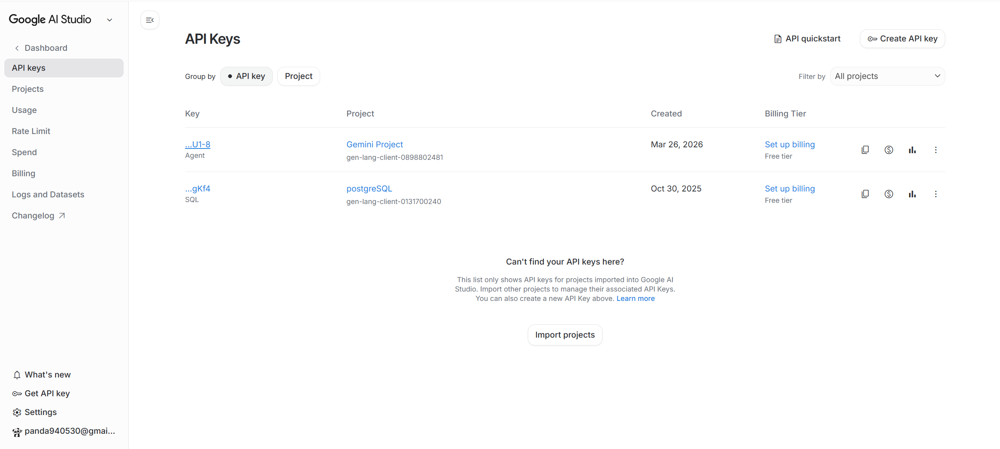 Google AI Studio
Dashboard
API keys
Projects
Usage
Rate Limit
Spend
Billing
Logs and Datasets
Changelog
What's new
Get API key
Settings
panda940530@gmai...
API Keys
API quickstart
Create API key
Group by
API key
Project
Filter by
All projects
Key
Project
Created
Billing Tier
...U1-8
Agent
Gemini Project
gen-lang-client-0898802481
Mar 26, 2026
Set up billing
Free tier
...gKf4
SQL
postgreSQL
gen-lang-client-0131700240
Oct 30, 2025
Set up billing
Free tier
Can't find your API keys here?
This list only shows API keys for projects imported into Google AI
Studio. Import other projects to manage their associated API Keys.
You can also create a new API Key above. Learn more
Import projects